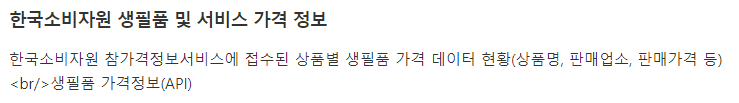 한국소비자원 생필품 및 서비스 가격 정보
한국소비자원 참가격정보서비스에 접수된 상품별 생필품 가격 데이터 현황(상품명, 판매업소, 판매가격 등)
<br/>생필품 가격정보(API)